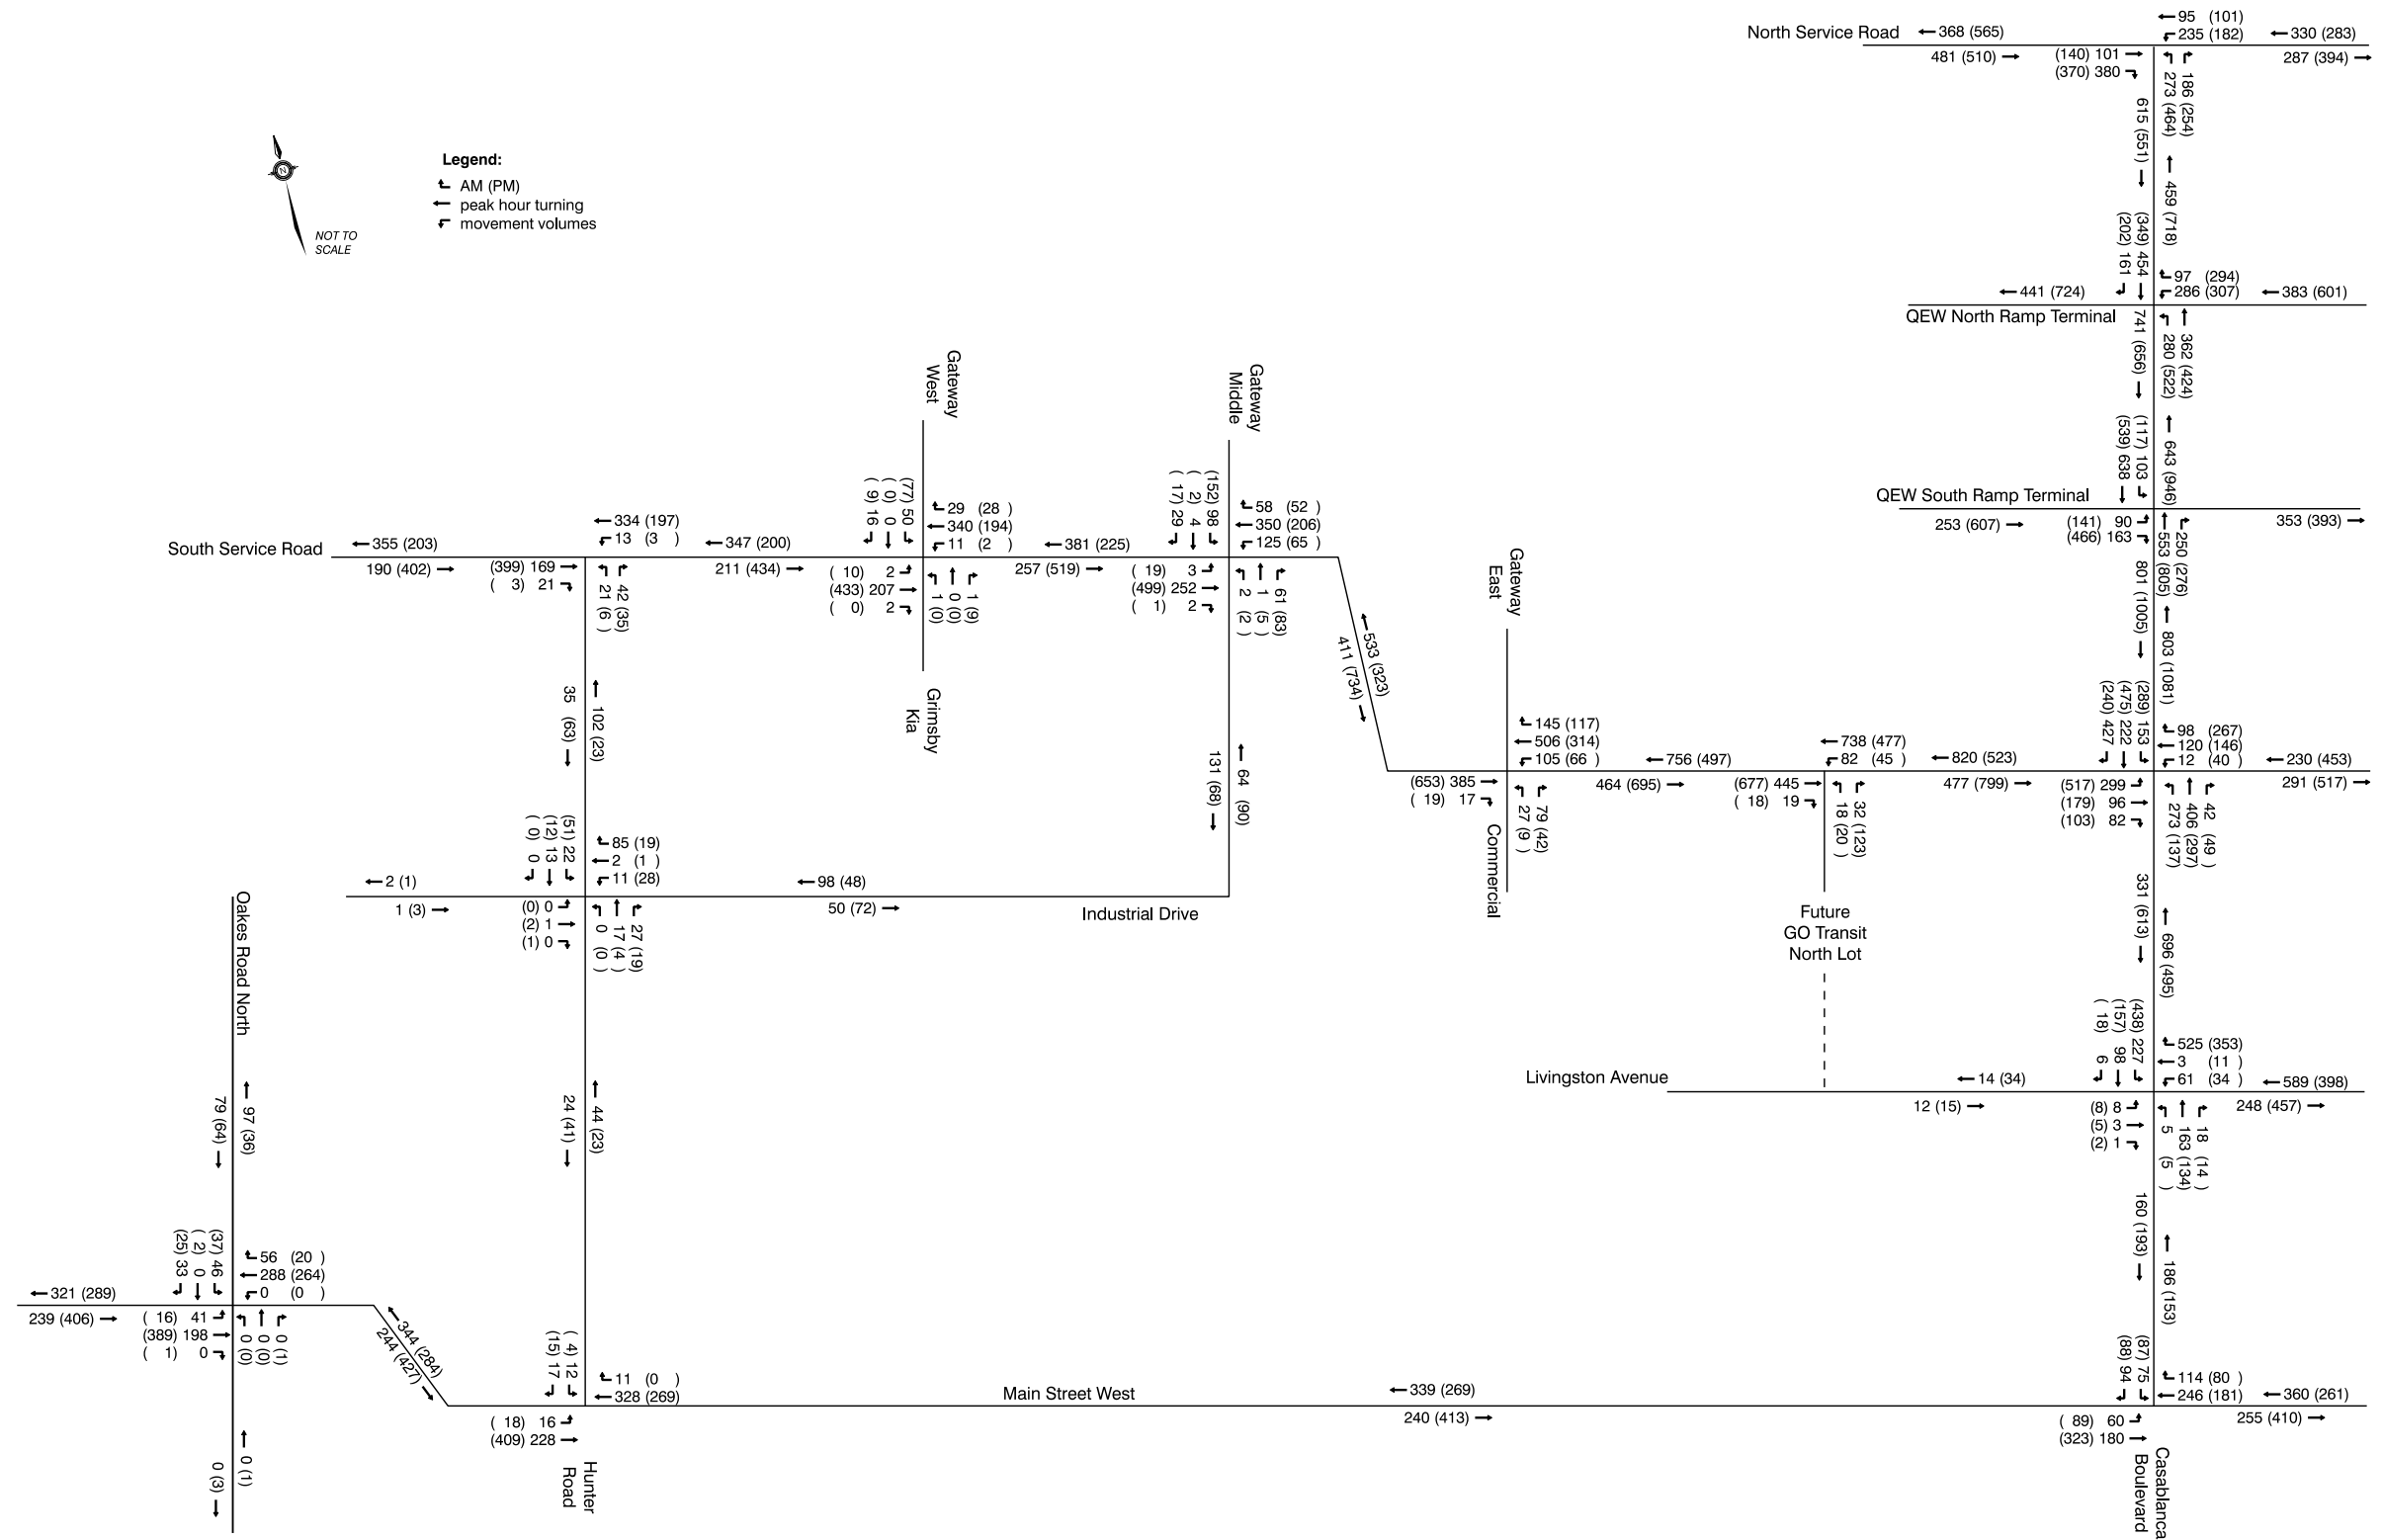 North Service Road
368 (565)
481 (510)
(140) 101
(370) 380
95 (101)
235 (182)
330 (283)
287 (394)
186 (254)
273 (464)
615 (551)
459 (718)
(349) 454
(202) 161
97 (294)
286 (307)
383 (601)
441 (724)
QEW North Ramp Terminal
362 (424)
280 (522)
741 (656)
643 (946)
(117) 103
(539) 638
QEW South Ramp Terminal
253 (607)
(141) 90
(466) 163
353 (393)
250 (276)
553 (805)
801 (1005)
803 (1081)
Legend:
AM (PM)
peak hour turning
movement volumes
NOT TO
SCALE
N
South Service Road
355 (203)
190 (402)
334 (197)
13 (3 )
(399) 169
( 3) 21
42 (35)
21 (6 )
347 (200)
211 (434)
Gateway
West
(77) 50
( 0) 0
( 9) 16
29 (28 )
340 (194)
11 (2 )
( 10) 2
(433) 207
( 0) 2
1 (9)
0 (0)
1 (0)
Grimsby
Kia
381 (225)
257 (519)
Gateway
Middle
(152) 98
( 2) 4
( 17) 29
58 (52 )
350 (206)
125 (65 )
( 19) 3
(499) 252
( 1) 2
61 (83)
1 (5 )
2 (2 )
533 (323)
411 (734)
Gateway
East
145 (117)
506 (314)
105 (66 )
(653) 385
( 19) 17
79 (42)
27 (9 )
Commercial
756 (497)
464 (695)
738 (477)
82 (45 )
(677) 445
( 18) 19
32 (123)
18 (20 )
Future
GO Transit
North Lot
820 (523)
477 (799)
(289) 153
(475) 222
(240) 427
98 (267)
120 (146)
12 (40 )
230 (453)
291 (517)
(517) 299
(179) 96
(103) 82
42 (49 )
406 (297)
273 (137)
331 (613)
696 (495)
35 (63)
102 (23)
131 (68)
64 (90)
(51) 22
(12) 13
( 0) 0
85 (19)
2 (1 )
11 (28)
2 (1)
1 (3)
(0) 0
(2) 1
(1) 0
27 (19)
17 (4 )
0 (0 )
98 (48)
50 (72)
Industrial Drive
24 (41)
44 (23)
(438) 227
(157) 98
( 18) 6
525 (353)
3 (11 )
61 (34 )
589 (398)
248 (457)
Livingston Avenue
14 (34)
12 (15)
(8) 8
(5) 3
(2) 1
18 (14 )
163 (134)
5 (5 )
160 (193)
186 (153)
Oakes Road North
79 (64)
97 (36)
(37) 46
( 2) 0
(25) 33
56 (20 )
288 (264)
0 (0 )
321 (289)
239 (406)
( 16) 41
(389) 198
( 1) 0
0 (1)
0 (0)
0 (0)
0 (1)
0 (3)
344 (284)
244 (427)
( 4) 12
(15) 17
11 (0 )
328 (269)
( 18) 16
(409) 228
Hunter
Road
Main Street West
339 (269)
240 (413)
(87) 75
(88) 94
114 (80 )
246 (181)
360 (261)
255 (410)
( 89) 60
(323) 180
Casablanca
Boulevard